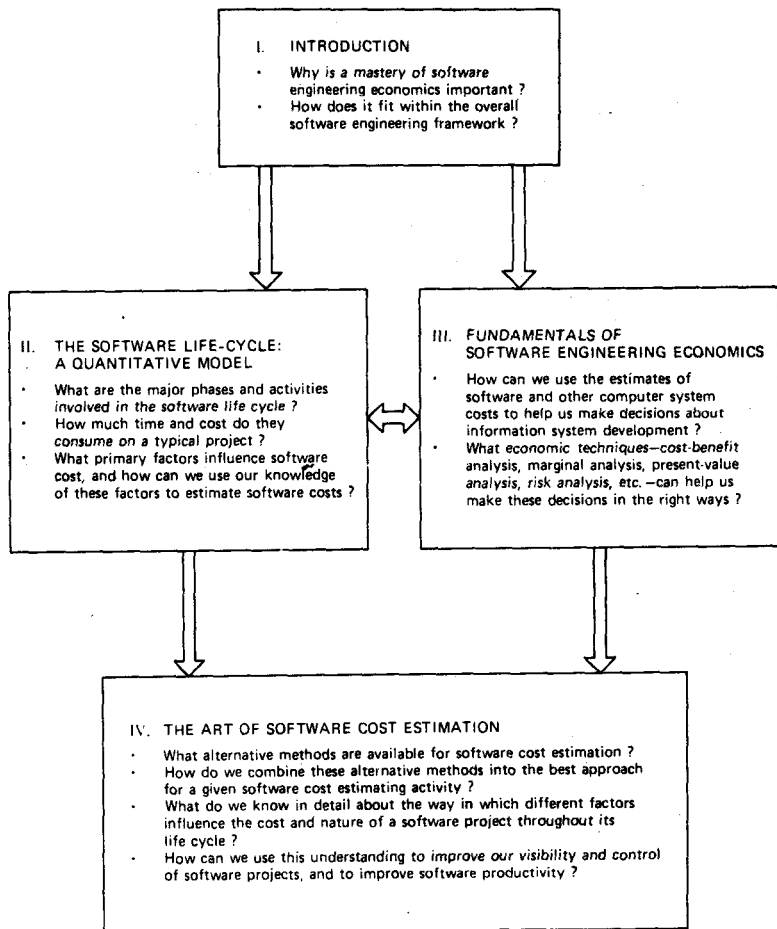 I. INTRODUCTION
· Why is a mastery of software
engineering economics important ?
· How does it fit within the overall
software engineering framework ?
II. THE SOFTWARE LIFE-CYCLE:
A QUANTITATIVE MODEL
· What are the major phases and activities
involved in the software life cycle ?
· How much time and cost do they
consume on a typical project ?
· What primary factors influence software
cost, and how can we use our knowledge
of these factors to estimate software costs ?
III. FUNDAMENTALS OF
SOFTWARE ENGINEERING ECONOMICS
· How can we use the estimates of
software and other computer system
costs to help us make decisions about
information system development ?
· What economic techniques—cost-benefit
analysis, marginal analysis, present-value
analysis, risk analysis, etc.—can help us
make these decisions in the right ways ?
IV. THE ART OF SOFTWARE COST ESTIMATION
· What alternative methods are available for software cost estimation ?
· How do we combine these alternative methods into the best approach
for a given software cost estimating activity ?
· What do we know in detail about the way in which different factors
influence the cost and nature of a software project throughout its
life cycle ?
· How can we use this understanding to improve our visibility and control
of software projects, and to improve software productivity ?